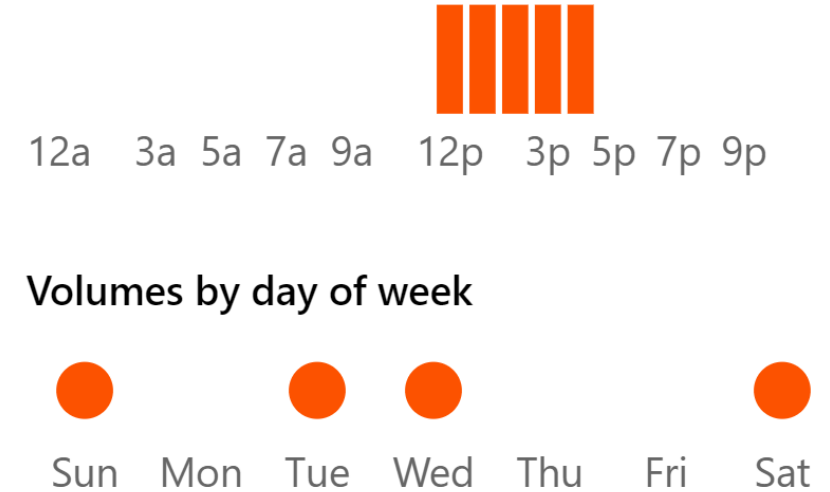 12a 3a 5a 7a 9a 12p 3p 5p 7p 9p
Volumes by day of week
Sun Mon Tue Wed Thu Fri Sat